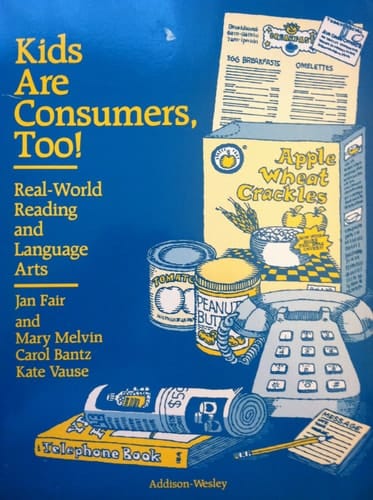 Kids
Are
Consumers,
Too!
Real-World
Reading
and
Language
Arts
Jan Fair
and
Mary Melvin
Carol Bantz
Kate Vause
BREAKFAST
EGG BREAKFASTS
OMELETTES
Apple
Wheat
Crackles
TOMATO
PEANUT
BUTT
MESSAGE
Telephone Book
Addison-Wesley